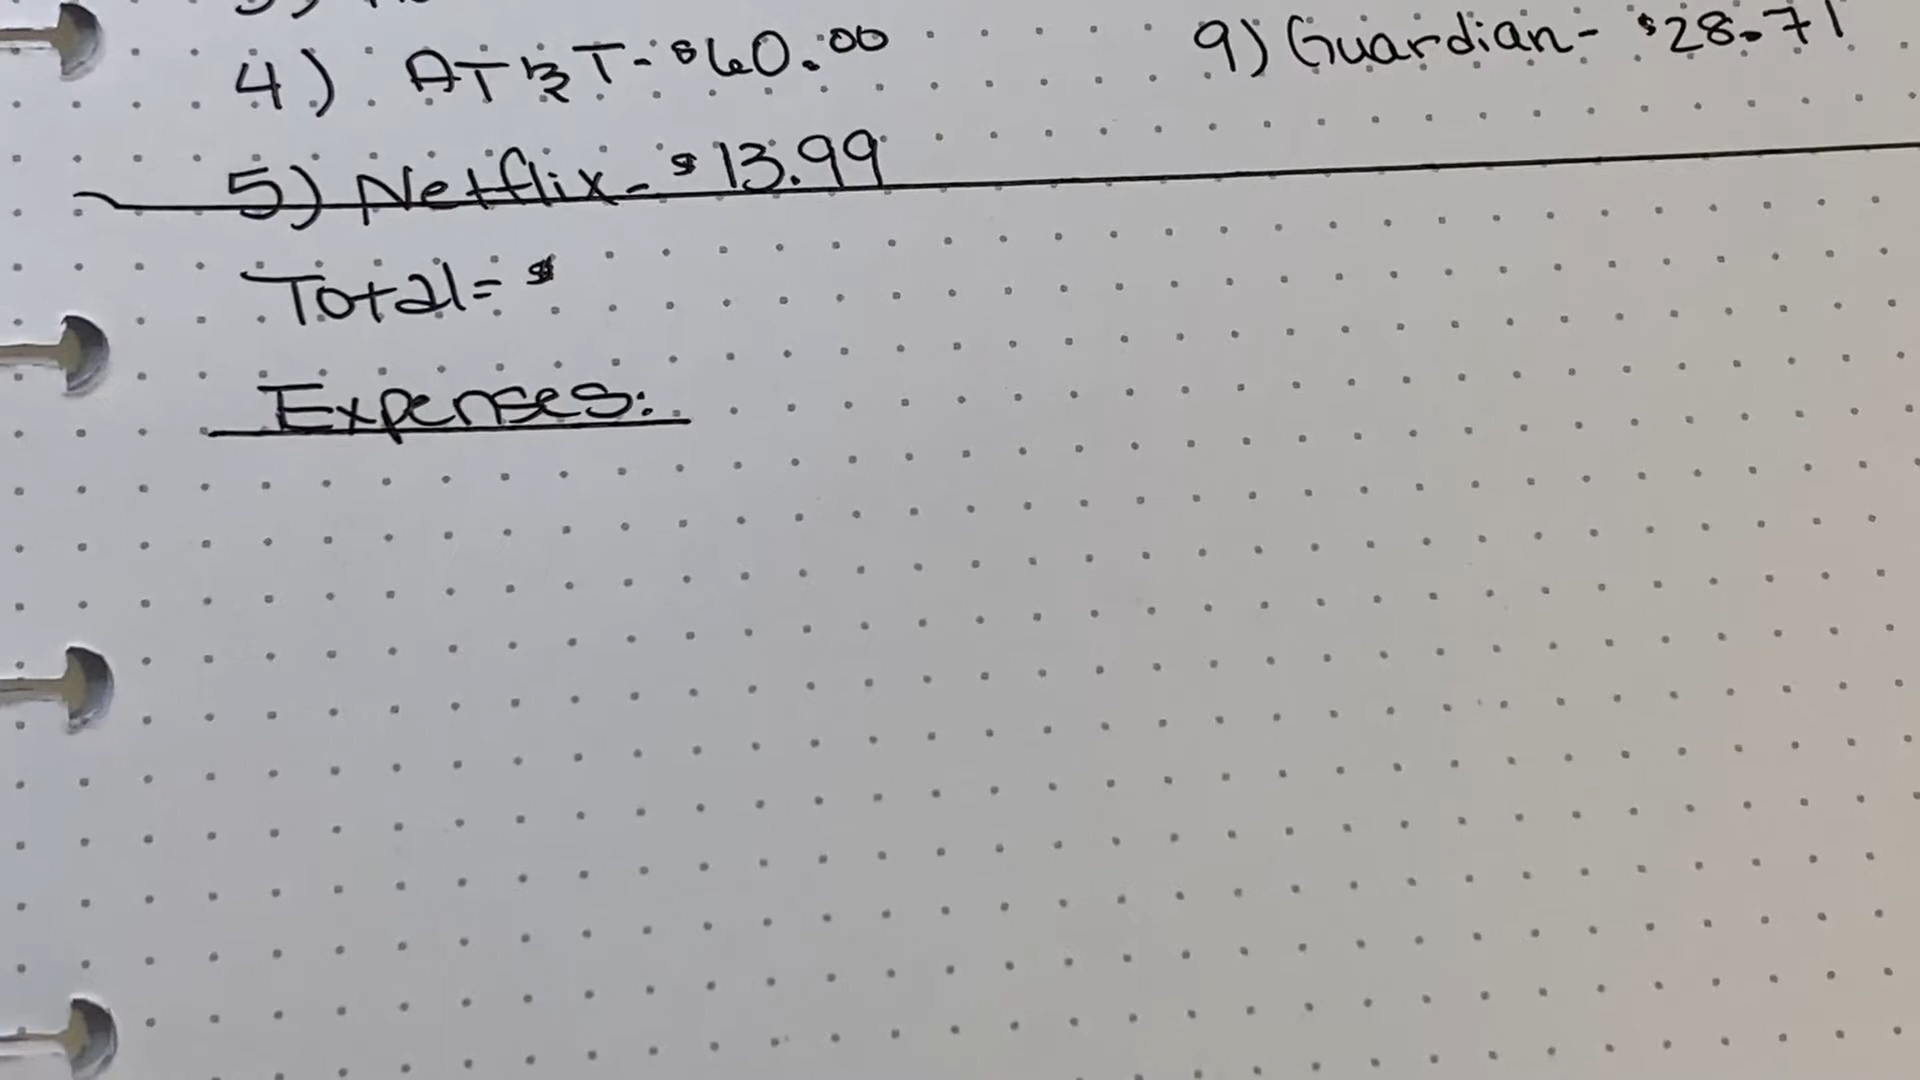 4) AT&T - $60.00
9) Guardian - $28.71
5) Netflix - $13.99
Total = $
Expenses: